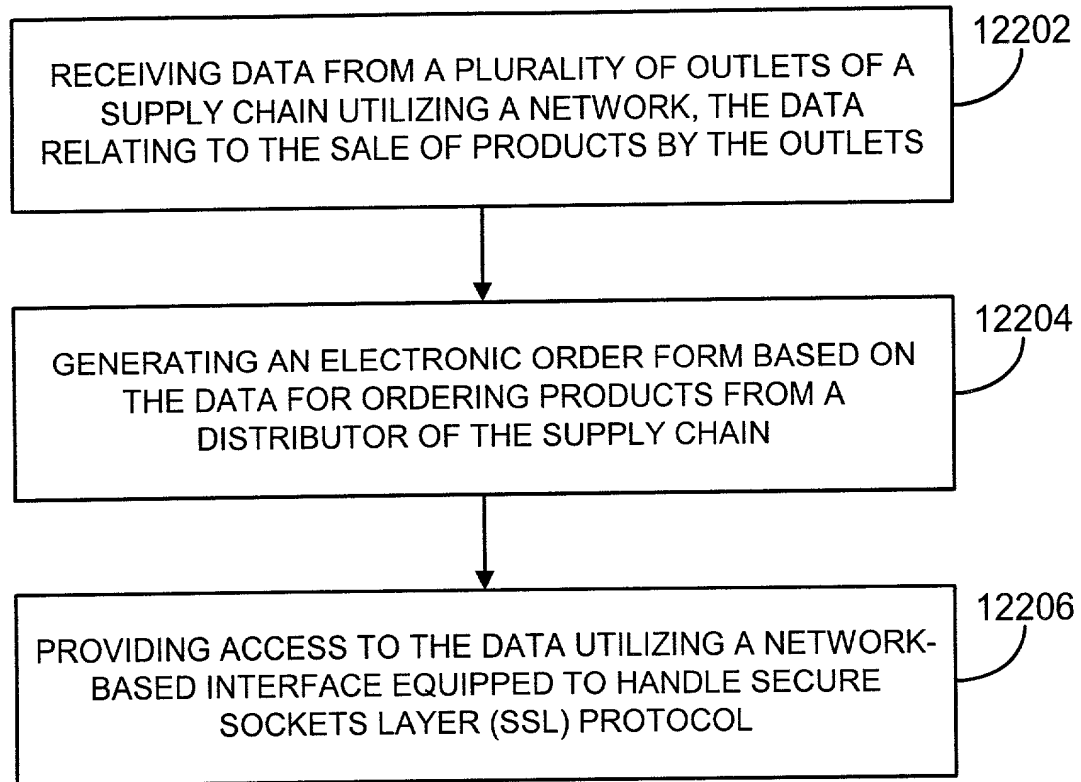 12202
RECEIVING DATA FROM A PLURALITY OF OUTLETS OF A
SUPPLY CHAIN UTILIZING A NETWORK, THE DATA
RELATING TO THE SALE OF PRODUCTS BY THE OUTLETS
12204
GENERATING AN ELECTRONIC ORDER FORM BASED ON
THE DATA FOR ORDERING PRODUCTS FROM A
DISTRIBUTOR OF THE SUPPLY CHAIN
12206
PROVIDING ACCESS TO THE DATA UTILIZING A NETWORK-
BASED INTERFACE EQUIPPED TO HANDLE SECURE
SOCKETS LAYER (SSL) PROTOCOL